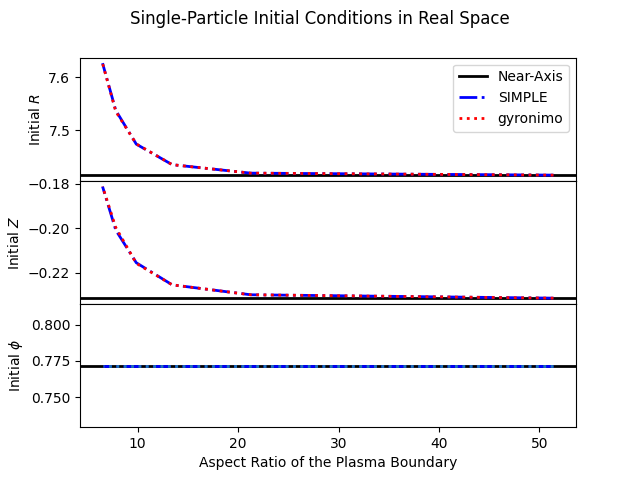 Single-Particle Initial Conditions in Real Space
7.6
7.5
Initial R
Near-Axis
SIMPLE
gyronimo
−0.18
−0.20
−0.22
Initial Z
0.800
0.775
0.750
Initial ϕ
10 20 30 40 50
Aspect Ratio of the Plasma Boundary